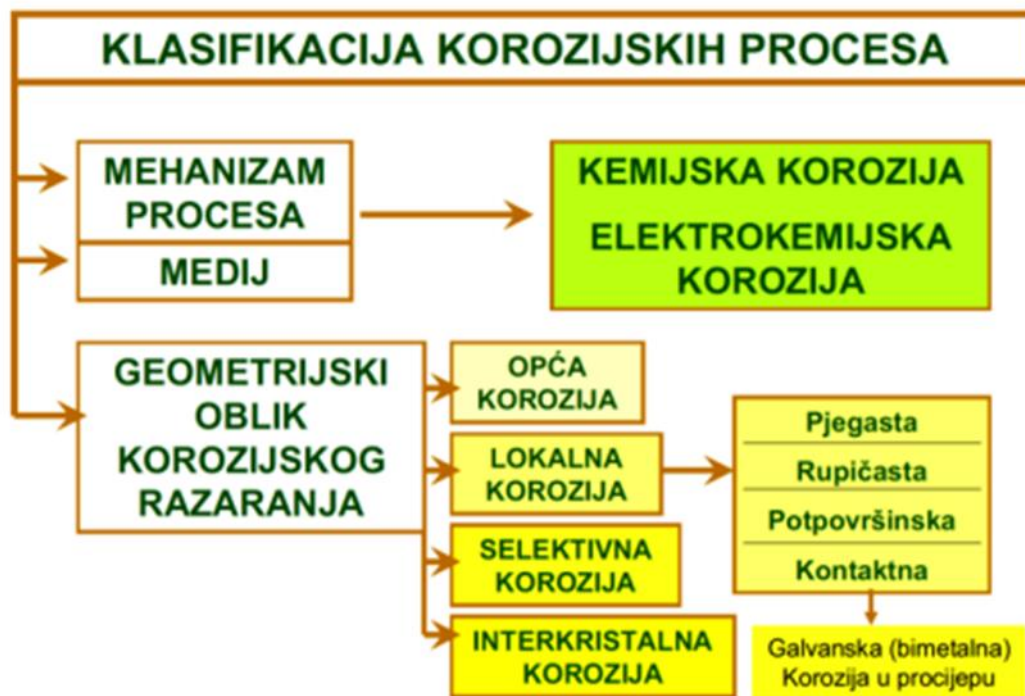 KLASIFIKACIJA KOROZIJSKIH PROCESA
MEHANIZAM
PROCESA
MEDIJ
KEMIJSKA KOROZIJA
ELEKTROKEMIJSKA
KOROZIJA
GEOMETRIJSKI
OBLIK
KOROZIJSKOG
RAZARANJA
OPĆA
KOROZIJA
LOKALNA
KOROZIJA
SELEKTIVNA
KOROZIJA
INTERKRISTALNA
KOROZIJA
Pjegasta
Rupičasta
Potpovršinska
Kontaktna
Galvanska (bimetalna)
Korozija u procijepu